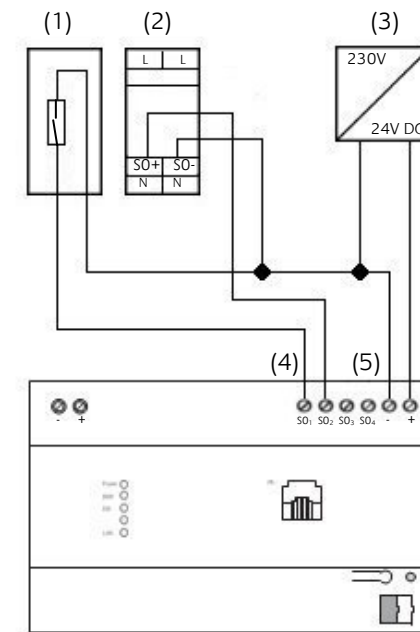 (1) (2) (3)
L L
230V
24V DC
S0+ S0-
N N
(4) (5)
- + S0₁ S0₂ S0₃ S0₄ - +